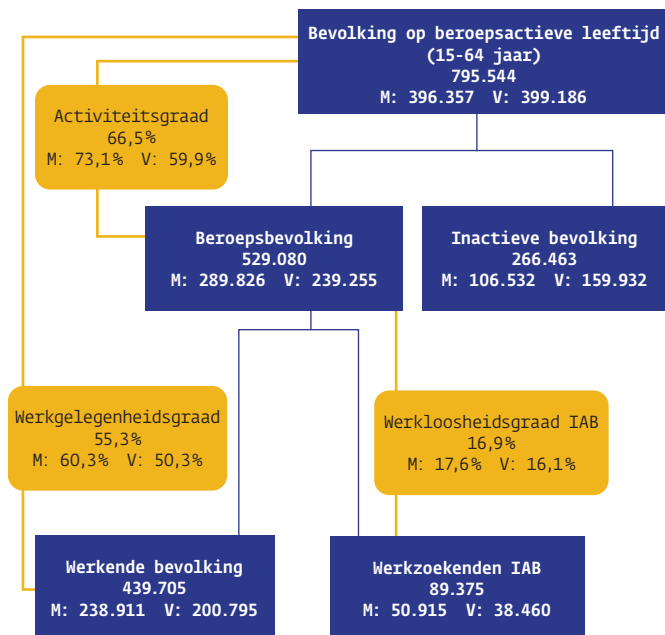 Bevolking op beroepsactieve leeftijd
(15-64 jaar)
795.544
M: 396.357 V: 399.186
Activiteitsgraad
66,5%
M: 73,1% V: 59,9%
Beroepsbevolking
529.080
M: 289.826 V: 239.255
Inactieve bevolking
266.463
M: 106.532 V: 159.932
Werkgelegenheidsgraad
55,3%
M: 60,3% V: 50,3%
Werkloosheidsgraad IAB
16,9%
M: 17,6% V: 16,1%
Werkende bevolking
439.705
M: 238.911 V: 200.795
Werkzoekenden IAB
89.375
M: 50.915 V: 38.460